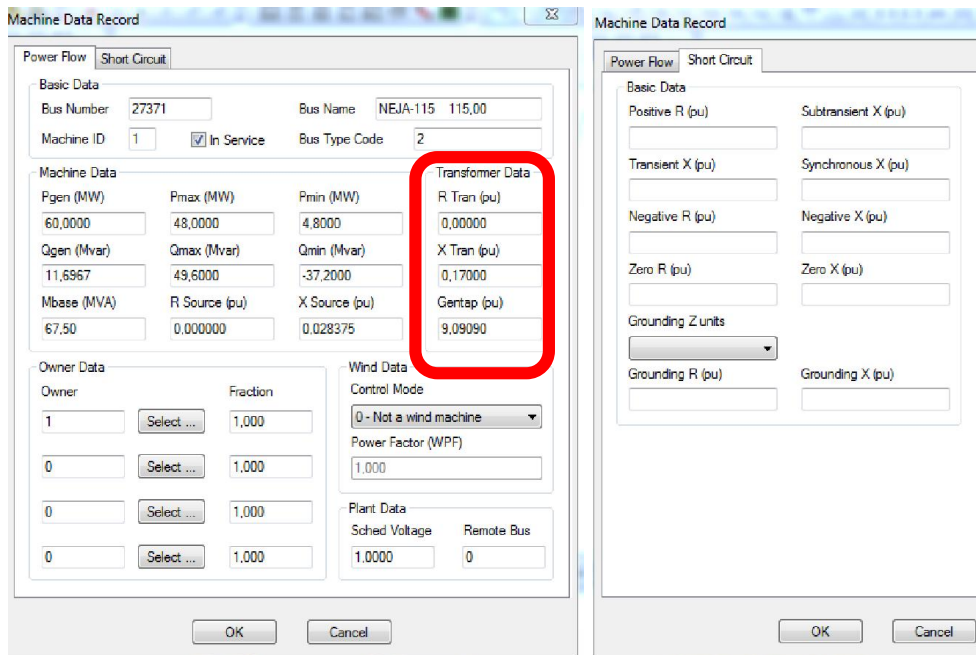 Machine Data Record
Power Flow Short Circuit
Basic Data
Bus Number 27371 Bus Name NEJA-115 115,00
Machine ID 1 In Service Bus Type Code 2
Machine Data
Pgen (MW) Pmax (MW) Pmin (MW)
60,0000 48,0000 4,8000
Qgen (Mvar) Qmax (Mvar) Qmin (Mvar)
11,6967 49,6000 -37,2000
Mbase (MVA) R Source (pu) X Source (pu)
67.50 0.000000 0.028375
Transformer Data
R Tran (pu)
0,00000
X Tran (pu)
0,17000
Gentap (pu)
9,09090
Owner Data
Owner Fraction
1 Select ... 1,000
0 Select ... 1,000
0 Select ... 1,000
0 Select ... 1,000
Wind Data
Control Mode
0 - Not a wind machine
Power Factor (WPF)
1,000
Plant Data
Sched Voltage Remote Bus
1.0000 0
OK Cancel
Machine Data Record
Power Flow Short Circuit
Basic Data
Positive R (pu) Subtransient X (pu)
Transient X (pu) Synchronous X (pu)
Negative R (pu) Negative X (pu)
Zero R (pu) Zero X (pu)
Grounding Z units
Grounding R (pu) Grounding X (pu)
OK Cancel